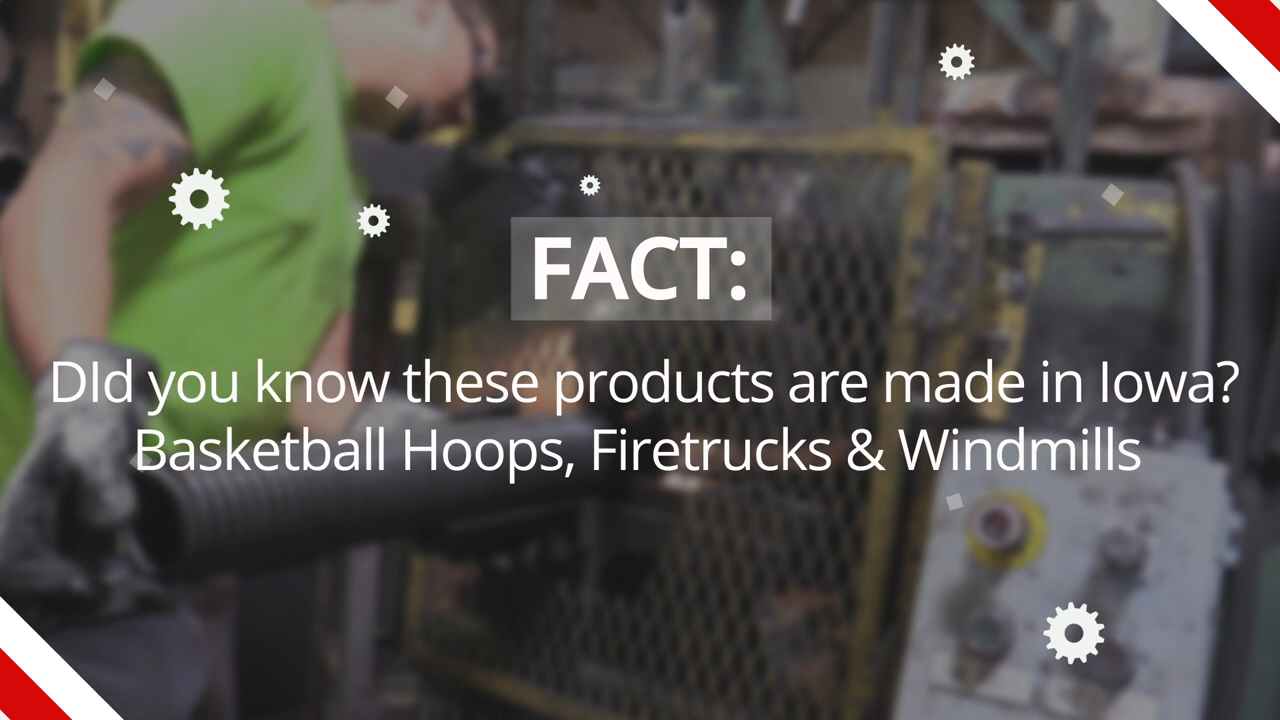 FACT:
DId you know these products are made in Iowa?
Basketball Hoops, Firetrucks & Windmills